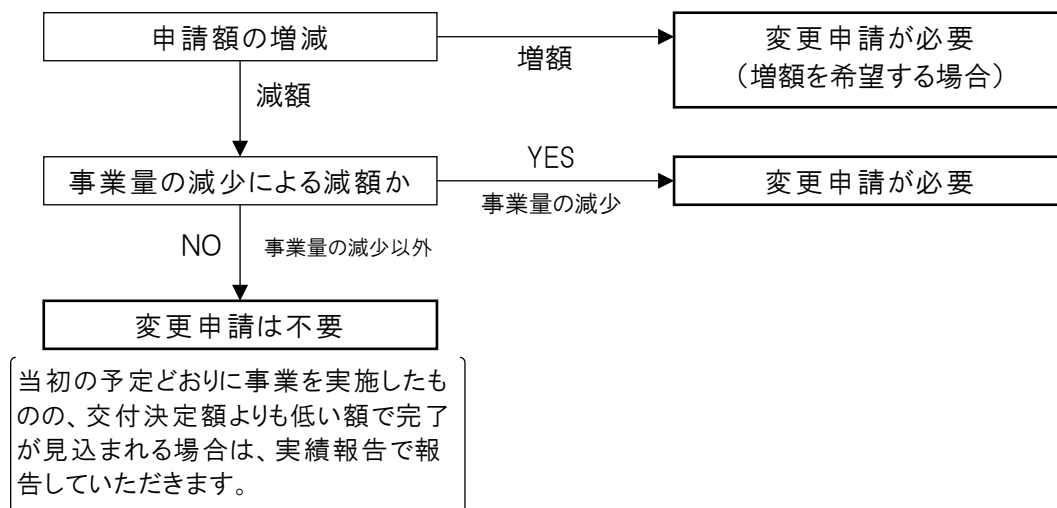 申請額の増減
増額
変更申請が必要
（増額を希望する場合）
減額
事業量の減少による減額か
YES
事業量の減少
変更申請が必要
NO
事業量の減少以外
変更申請は不要
当初の予定どおりに事業を実施したも
のの、交付決定額よりも低い額で完了
が見込まれる場合は、実績報告で報
告していただきます。